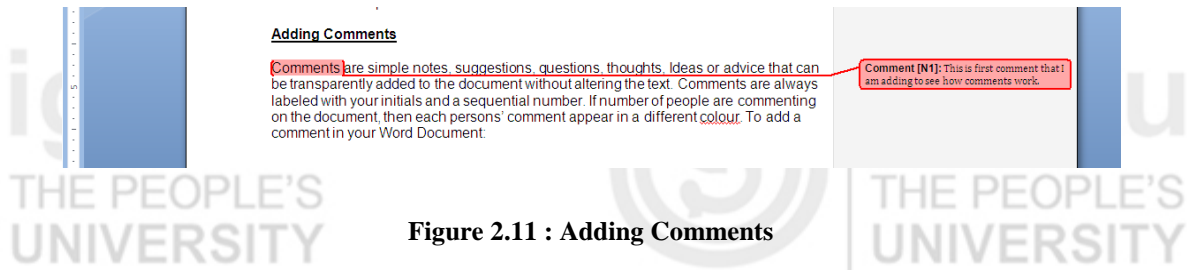 Adding Comments
Comments are simple notes, suggestions, questions, thoughts, Ideas or advice that can
be transparently added to the document without altering the text. Comments are always
labeled with your initials and a sequential number. If number of people are commenting
on the document, then each persons' comment appear in a different colour. To add a
comment in your Word Document:
Comment [N1]: This is first comment that I
am adding to see how comments work.
THE PEOPLE'S
UNIVERSITY
THE PEOPLE'S
UNIVERSITY
Figure 2.11 : Adding Comments